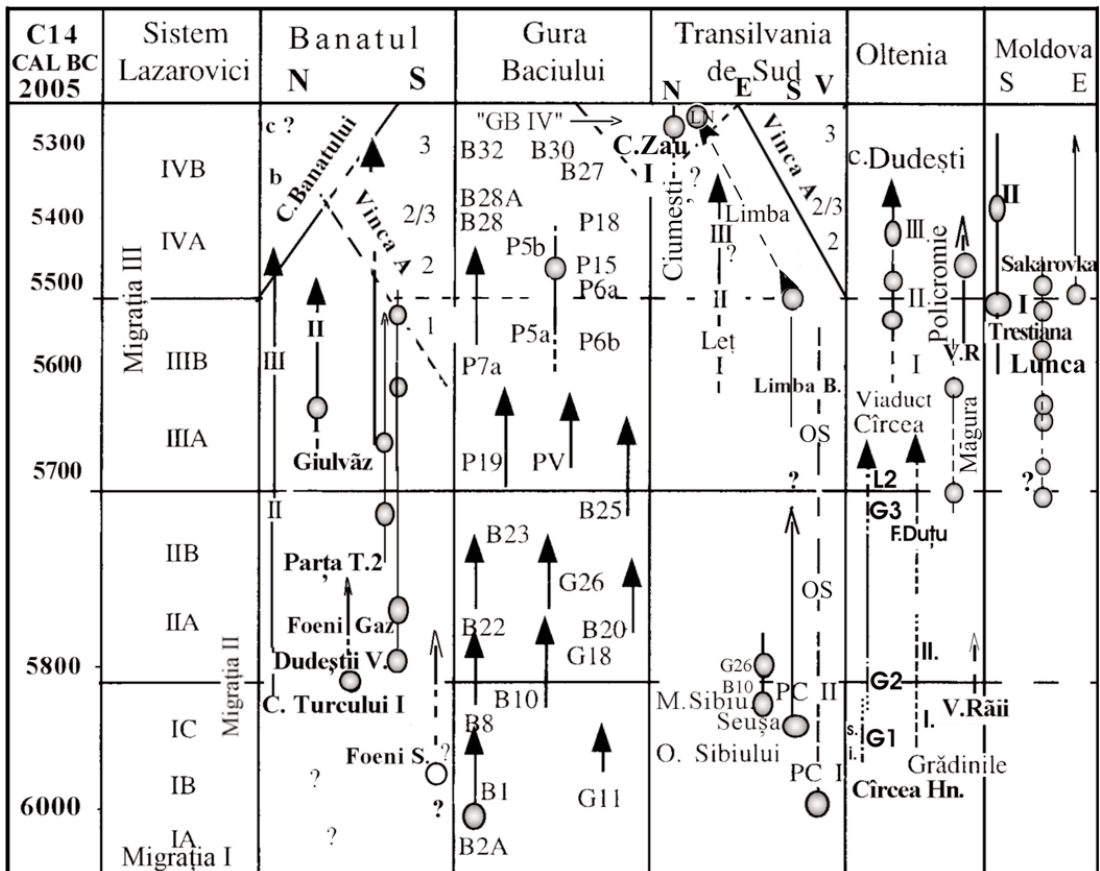 C14 Sistem Banatul Gura Transilvania Oltenia Moldova
CAL BC Lazarovici N S Baciului de Sud S E
2005 N E S V
c ? "GB IV" LN 3
5300 C.Banatului 3 B32 B30 C.Zau Vinca A c.Dudești
IVB b B27 I ? II
B28A
5400 Vinca A 2/3 B28 P18 Limba 2/3 III
IVA P5b Ciumești III 2 Policromie
Migrația III 2 P15 ? Sakarovka
5500 P6a II II I
II 1 P5a P6b Leț V.R Trestiana
5600 IIIB III P7a I Limba B. I Lunca
I Viaduct
IIIA Giulvăz P19 PV OS Cîrcea Măgura
5700 ? L2 ?
II B25 G3
B23 F.Duțu
IIB Parța T.2 G26
OS
IIA Foeni Gaz B22 B20
Migrația II G18 G26 II.
5800 Dudeștii V. B10 G2
C. Turcului I B10 M.Sibiu PC II V.Răii
IC B8 Seușa s. G1 I.
Foeni S. ? O. Sibiului i.
IB ? B1 G11 PC I Grădinile
6000 ? Cîrcea Hn.
IA ? B2A
Migrația I